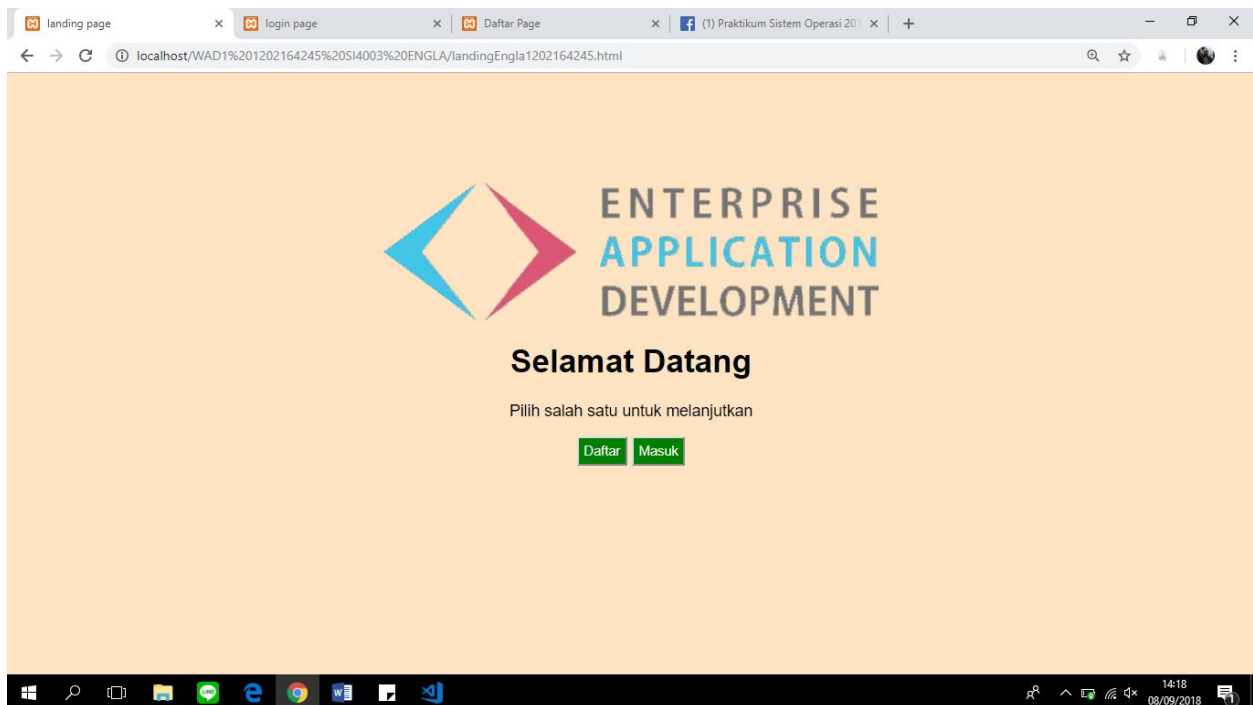 landing page
login page
Daftar Page
(1) Praktikum Sistem Operasi 201
localhost/WAD1%201202164245%20SI4003%20ENGLA/landingEngla1202164245.html
ENTERPRISE
APPLICATION
DEVELOPMENT
Selamat Datang
Pilih salah satu untuk melanjutkan
Daftar Masuk
14:18
08/09/2018